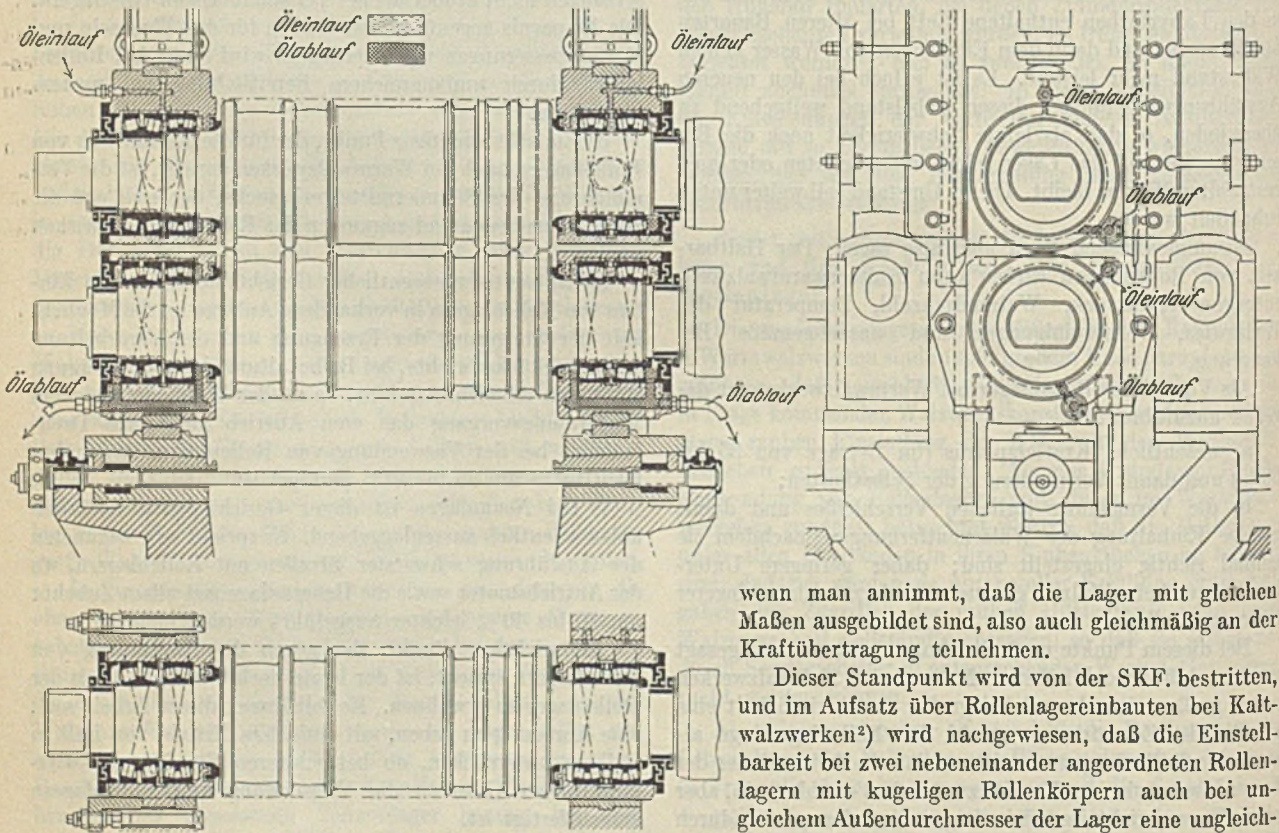 Öleinlauf
Ölablauf
Öleinlauf
Öleinlauf
Öleinlauf
Ölablauf
Öleinlauf
Ölablauf
Ölablauf
Ölablauf
wenn man annimmt, daß die Lager mit gleichen
Maßen ausgebildet sind, also auch gleichmäßig an der
Kraftübertragung teilnehmen.
Dieser Standpunkt wird von der SKF bestritten,
und im Aufsatz über Rollenlagereinbauten bei Kalt-
walzwerken²) wird nachgewiesen, daß die Einstell-
barkeit bei zwei nebeneinander angeordneten Rollen-
lagern mit kugeligen Rollenkörpern auch bei un-
gleichem Außendurchmesser der Lager eine ungleich-